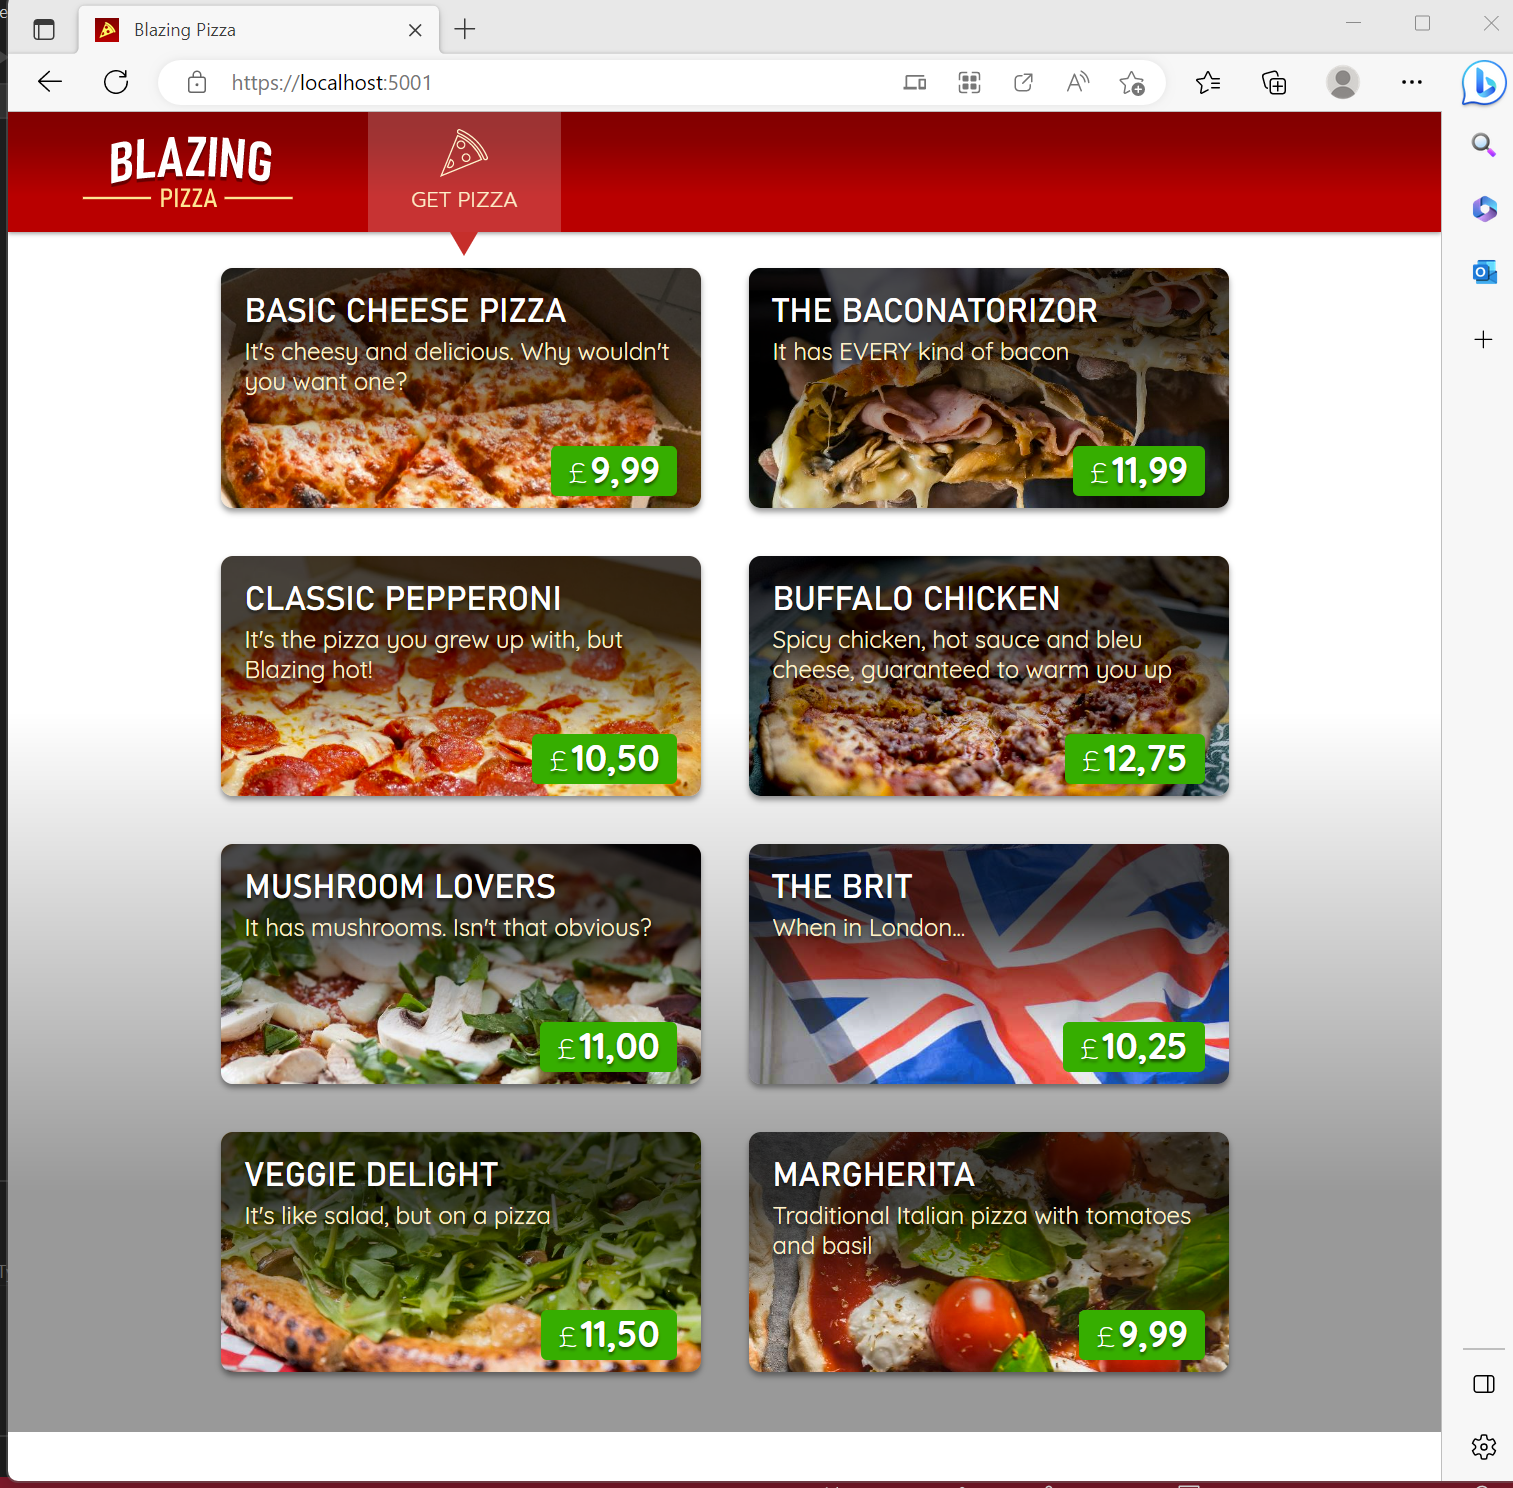 Blazing Pizza
https://localhost:5001
BLAZING
PIZZA
GET PIZZA
BASIC CHEESE PIZZA
It's cheesy and delicious. Why wouldn't
you want one?
£9,99
THE BACONATORIZOR
It has EVERY kind of bacon
£11,99
CLASSIC PEPPERONI
It's the pizza you grew up with, but
Blazing hot!
£10,50
BUFFALO CHICKEN
Spicy chicken, hot sauce and bleu
cheese, guaranteed to warm you up
£12,75
MUSHROOM LOVERS
It has mushrooms. Isn't that obvious?
£11,00
THE BRIT
When in London...
£10,25
VEGGIE DELIGHT
It's like salad, but on a pizza
£11,50
MARGHERITA
Traditional Italian pizza with tomatoes
and basil
£9,99